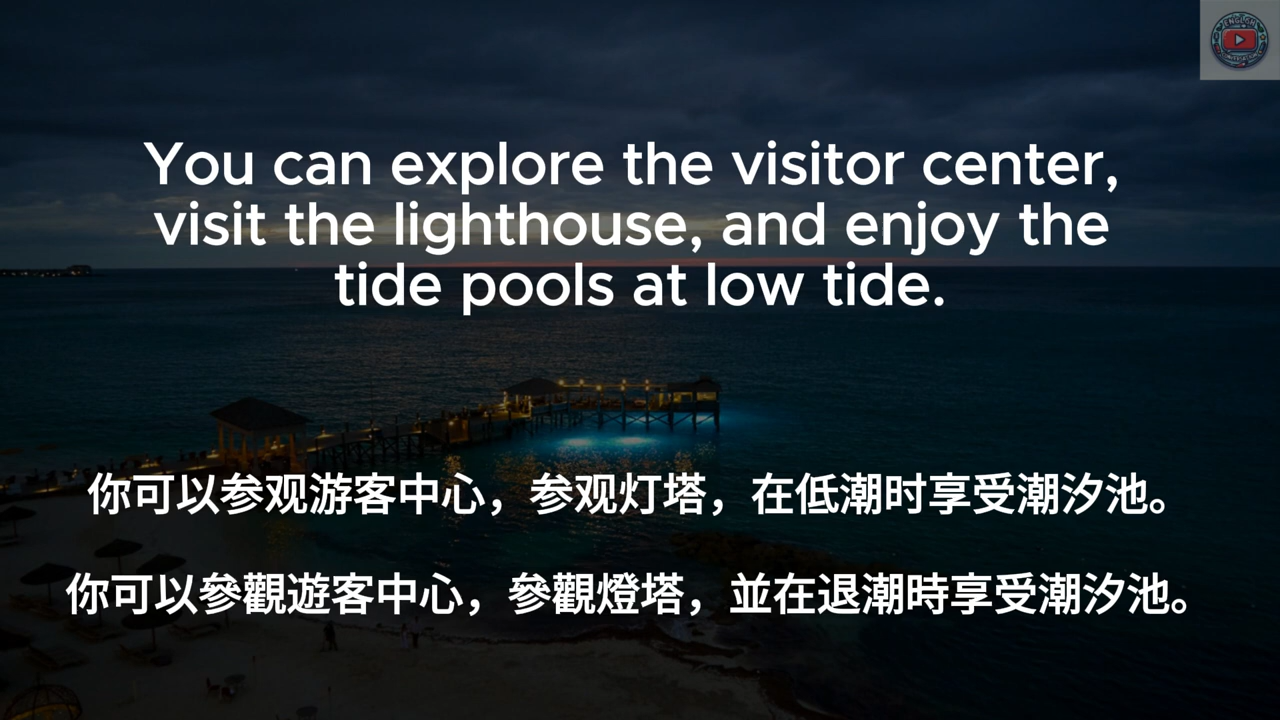 You can explore the visitor center,
visit the lighthouse, and enjoy the
tide pools at low tide.
你可以参观游客中心，参观灯塔，在低潮时享受潮汐池。
你可以參觀遊客中心，參觀燈塔，並在退潮時享受潮汐池。